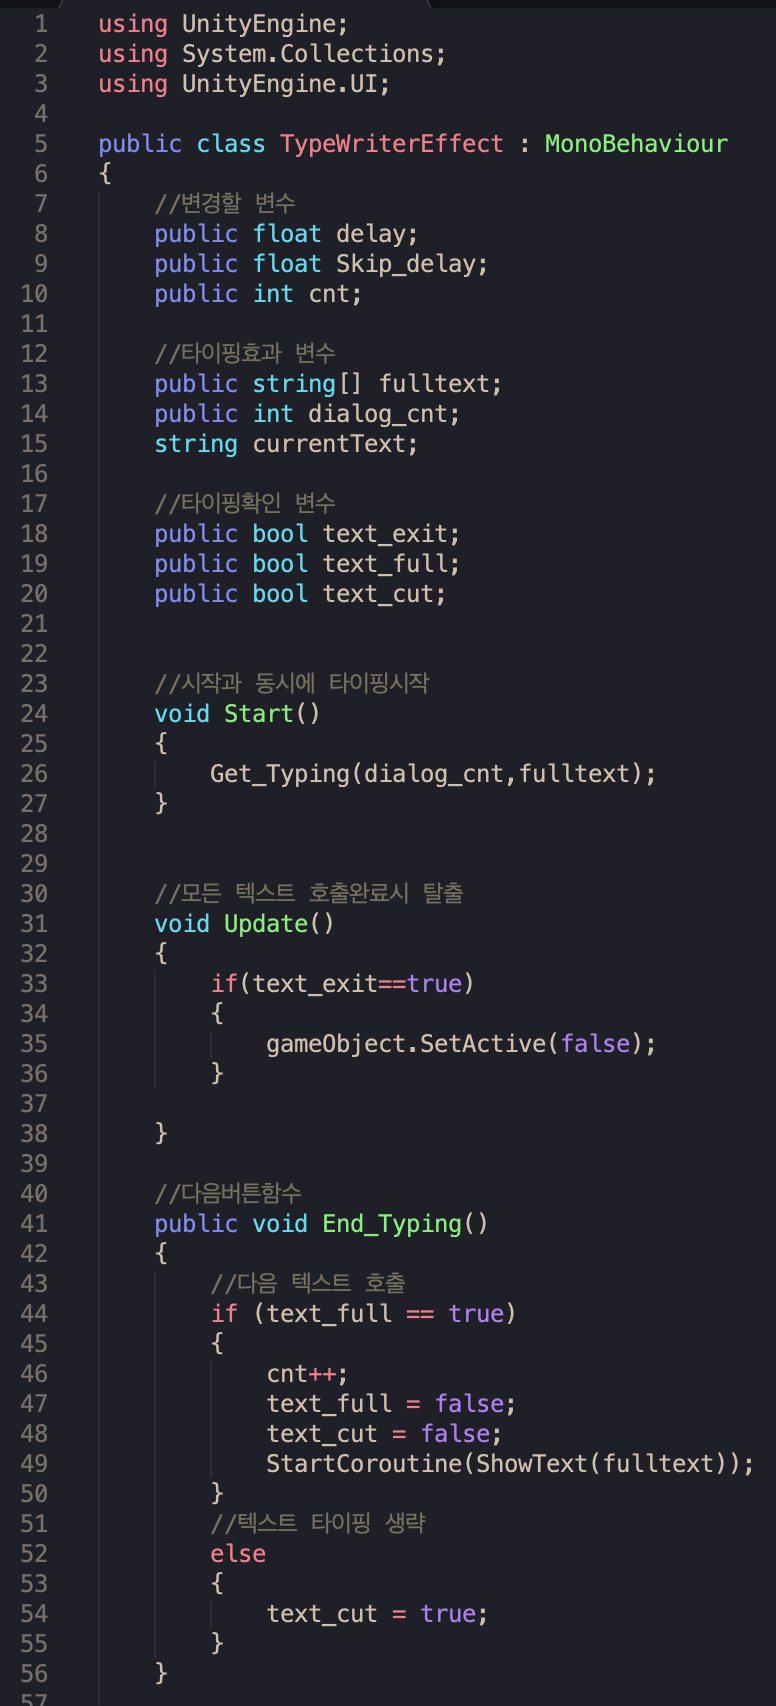 1 using UnityEngine;
2 using System.Collections;
3 using UnityEngine.UI;
4
5 public class TypeWriterEffect : MonoBehaviour
6 {
7 //변경할 변수
8 public float delay;
9 public float Skip_delay;
10 public int cnt;
11
12 //타이핑효과 변수
13 public string[] fulltext;
14 public int dialog_cnt;
15 string currentText;
16
17 //타이핑확인 변수
18 public bool text_exit;
19 public bool text_full;
20 public bool text_cut;
21
22
23 //시작과 동시에 타이핑시작
24 void Start()
25 {
26 Get_Typing(dialog_cnt,fulltext);
27 }
28
29
30 //모든 텍스트 호출완료시 탈출
31 void Update()
32 {
33 if(text_exit==true)
34 {
35 gameObject.SetActive(false);
36 }
37
38 }
39
40 //다음버튼함수
41 public void End_Typing()
42 {
43 //다음 텍스트 호출
44 if (text_full == true)
45 {
46 cnt++;
47 text_full = false;
48 text_cut = false;
49 StartCoroutine(ShowText(fulltext));
50 }
51 //텍스트 타이핑 생략
52 else
53 {
54 text_cut = true;
55 }
56 }
57